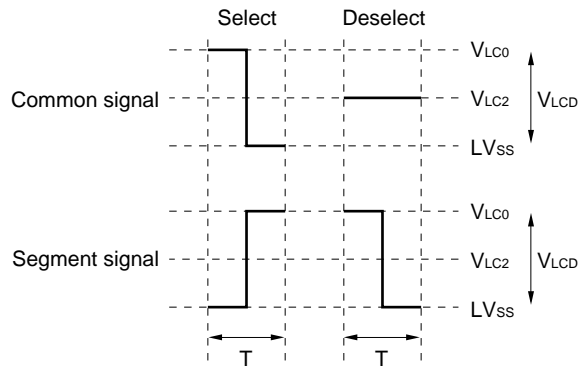 Select Deselect
VLC0
Common signal VLC2 VLCD
LVSS
VLC0
Segment signal VLC2 VLCD
LVSS
T T